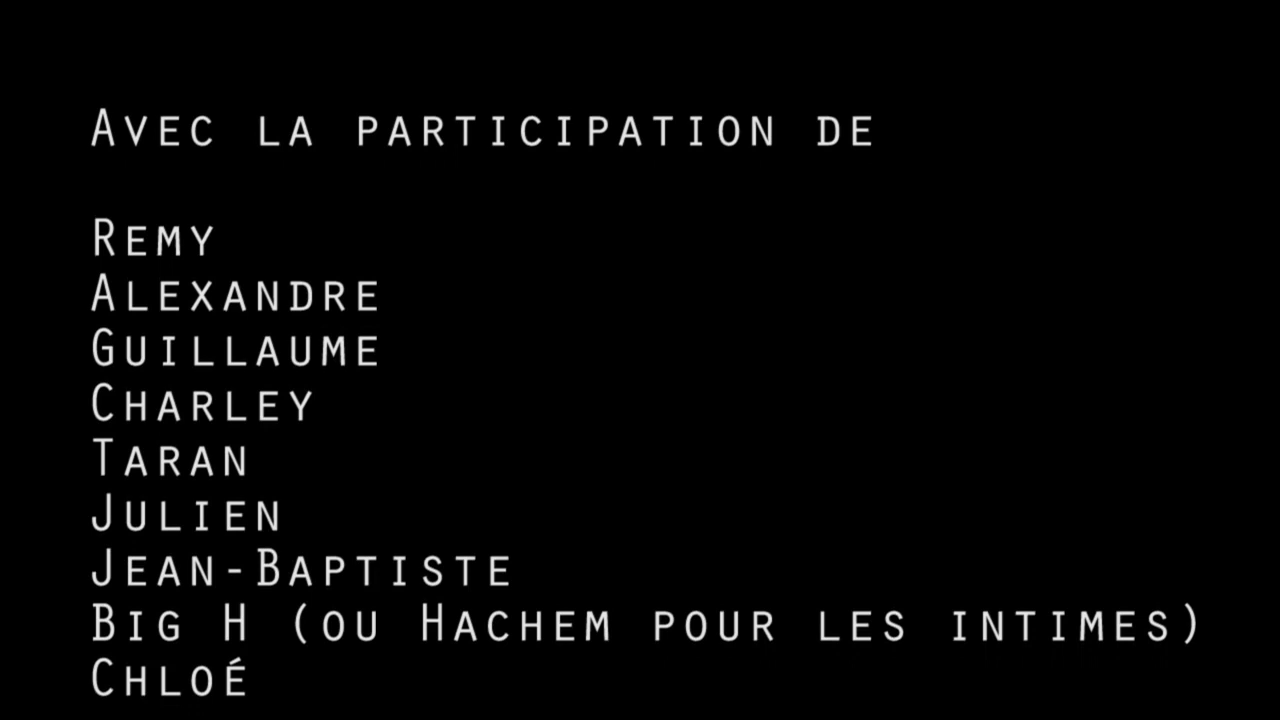 Avec la participation de
Remy
Alexandre
Guillaume
Charley
Taran
Julien
Jean-Baptiste
Big H (ou Hachem pour les intimes)
Chloé